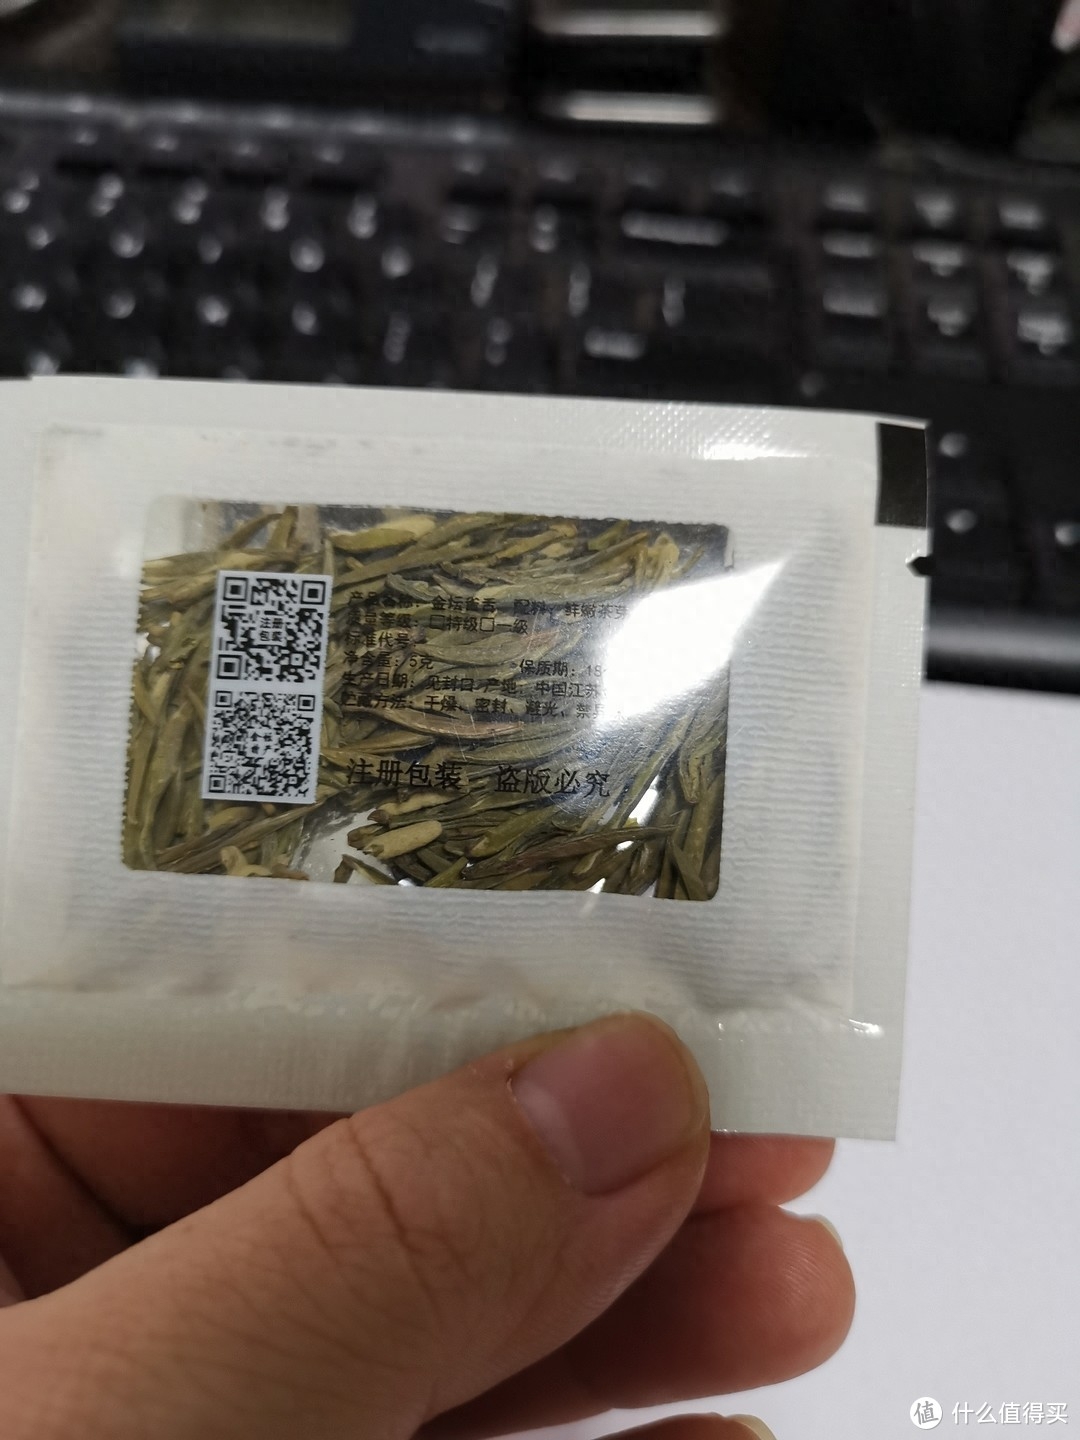 注册
包装
产品名称：金坛雀舌 配料：鲜嫩茶芽
质量等级：□特级□一级
标准代号：
净含量：5克 保质期：18
生产日期：见封口 产地：中国江苏
贮藏方法：干燥、密封、避光、禁
注册包装 盗版必究
值 什么值得买